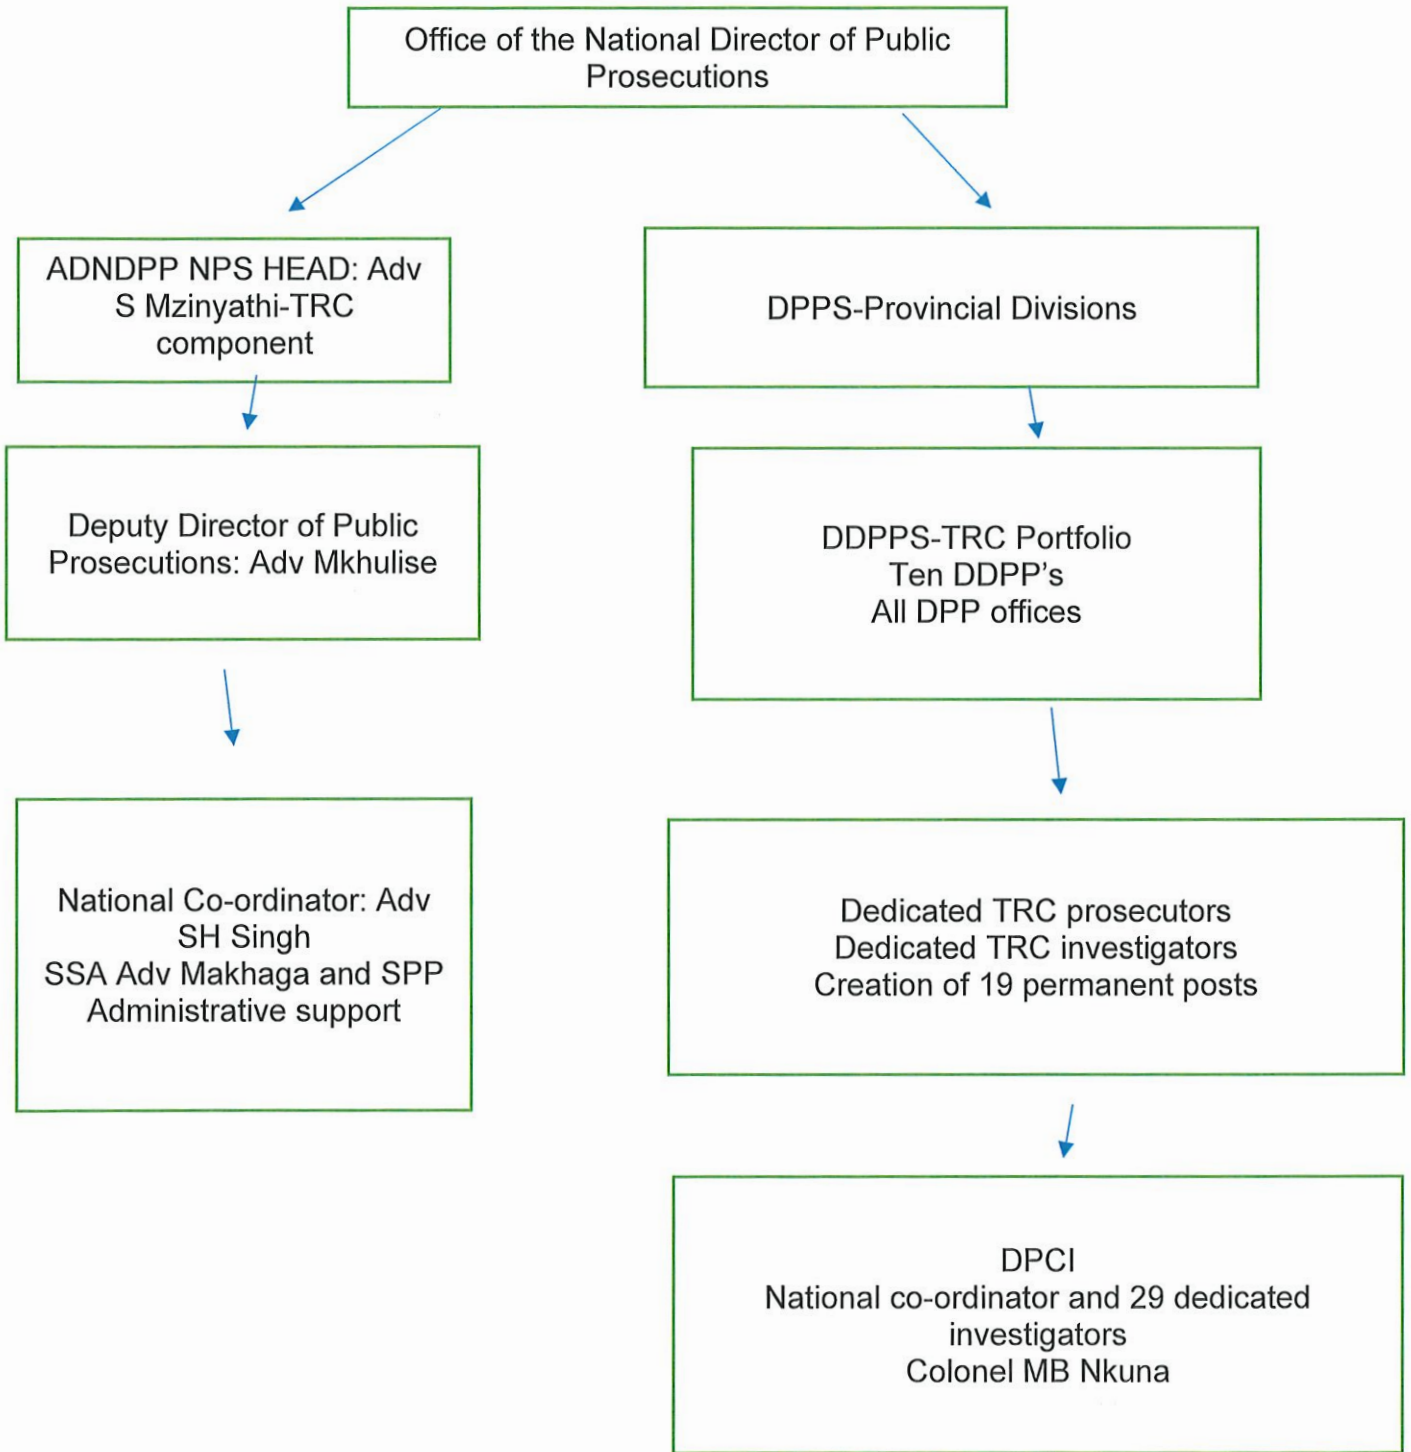 Office of the National Director of Public
Prosecutions
ADNDPP NPS HEAD: Adv
S Mzinyathi-TRC
component
DPPS-Provincial Divisions
Deputy Director of Public
Prosecutions: Adv Mkhulise
DDPPS-TRC Portfolio
Ten DDPP’s
All DPP offices
National Co-ordinator: Adv
SH Singh
SSA Adv Makhaga and SPP
Administrative support
Dedicated TRC prosecutors
Dedicated TRC investigators
Creation of 19 permanent posts
DPCI
National co-ordinator and 29 dedicated
investigators
Colonel MB Nkuna